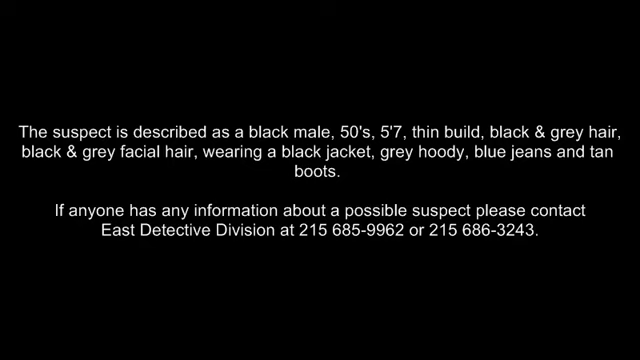 The suspect is described as a black male, 50's, 5'7, thin build, black & grey hair,
black & grey facial hair, wearing a black jacket, grey hoody, blue jeans and tan
boots.
If anyone has any information about a possible suspect please contact
East Detective Division at 215 685-9962 or 215 686-3243.